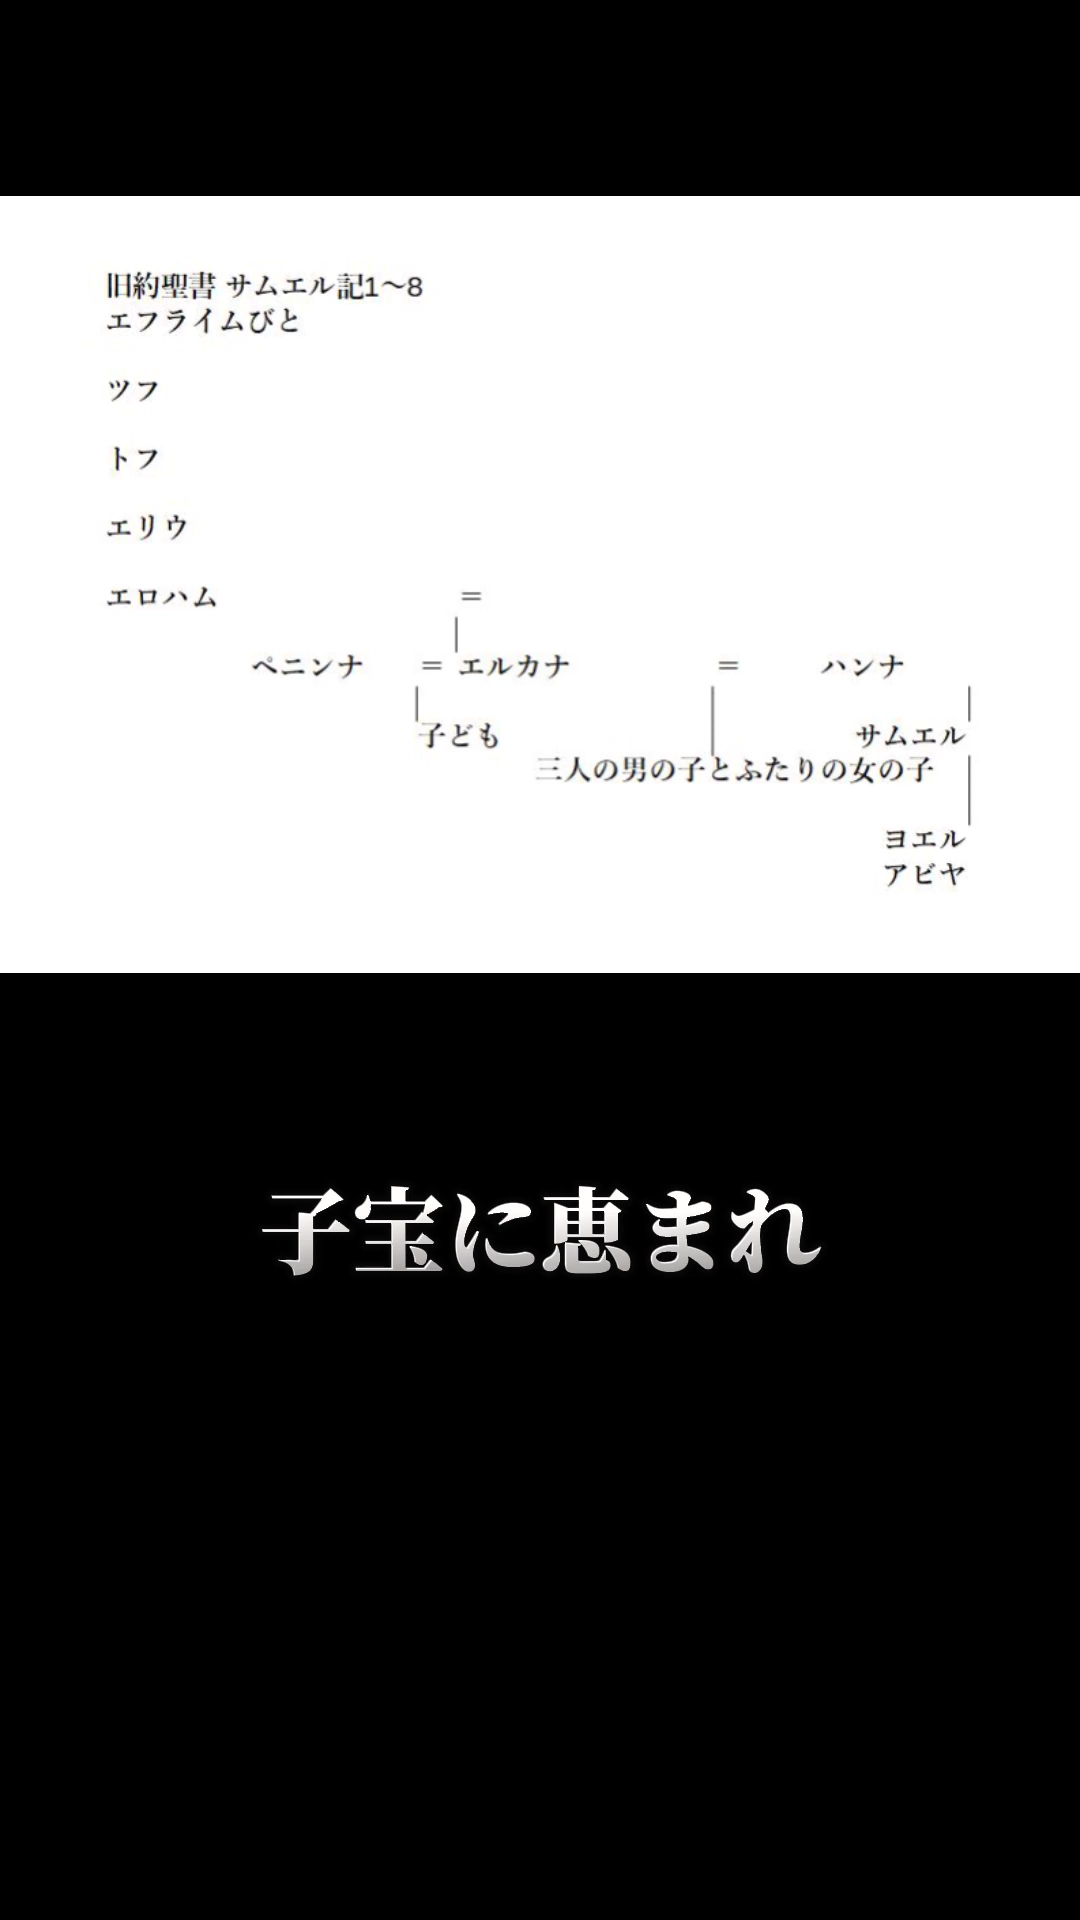 旧約聖書 サムエル記1～8
エフライムびと
ツフ
トフ
エリウ
エロハム ＝
ペニンナ ＝ エルカナ ＝ ハンナ
子ども サムエル
三人の男の子とふたりの女の子
ヨエル
アビヤ
子宝に恵まれ